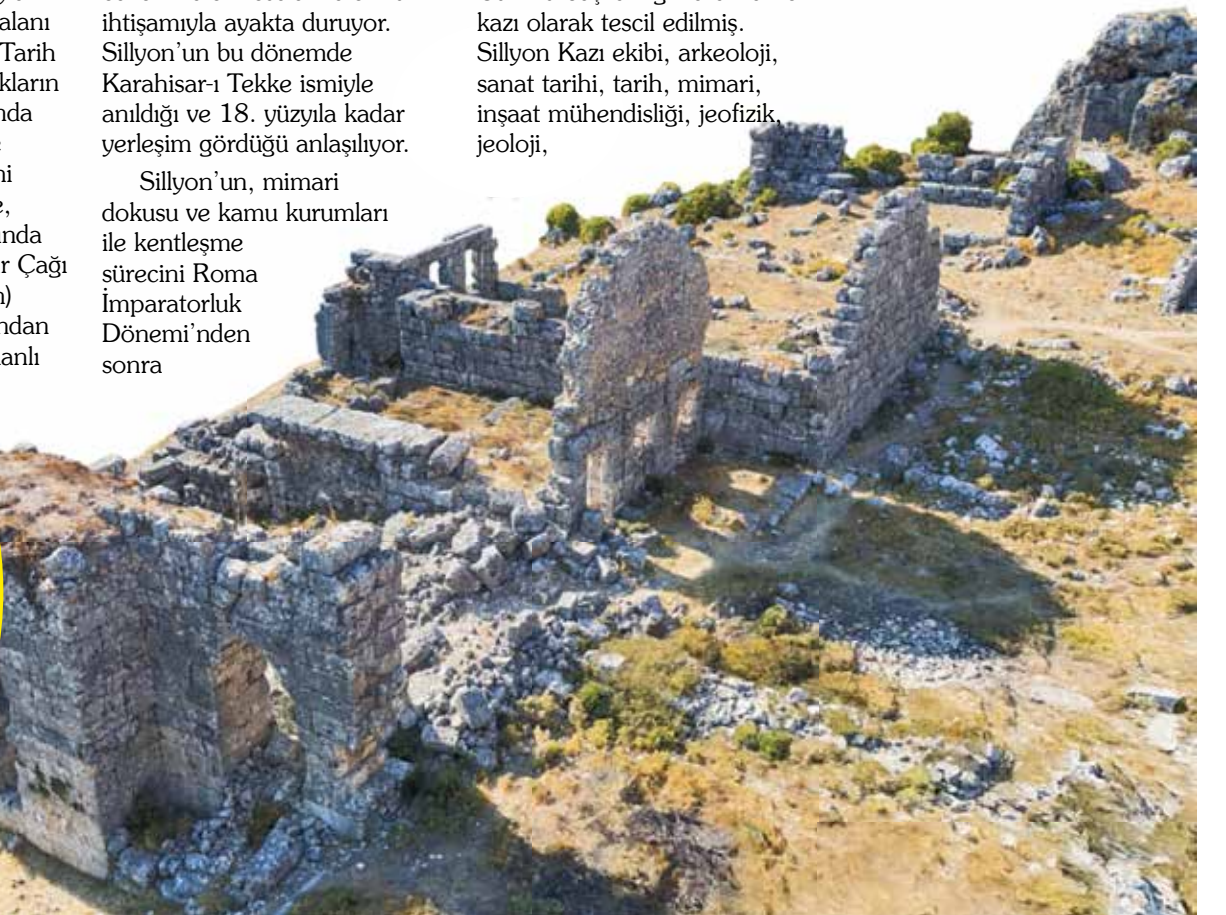 alanı
Tarih
kların
nda
ni
e,
ında
r Çağı
n)
ndan
anlı
ihtişamıyla ayakta duruyor.
Sillyon’un bu dönemde
Karahisar-ı Tekke ismiyle
anıldığı ve 18. yüzyıla kadar
yerleşim gördüğü anlaşılıyor.
Sillyon’un, mimari
dokusu ve kamu kurumları
ile kentleşme
sürecini Roma
İmparatorluk
Dönemi’nden
sonra
kazı olarak tescil edilmiş.
Sillyon Kazı ekibi, arkeoloji,
sanat tarihi, tarih, mimari,
inşaat mühendisliği, jeofizik,
jeoloji,